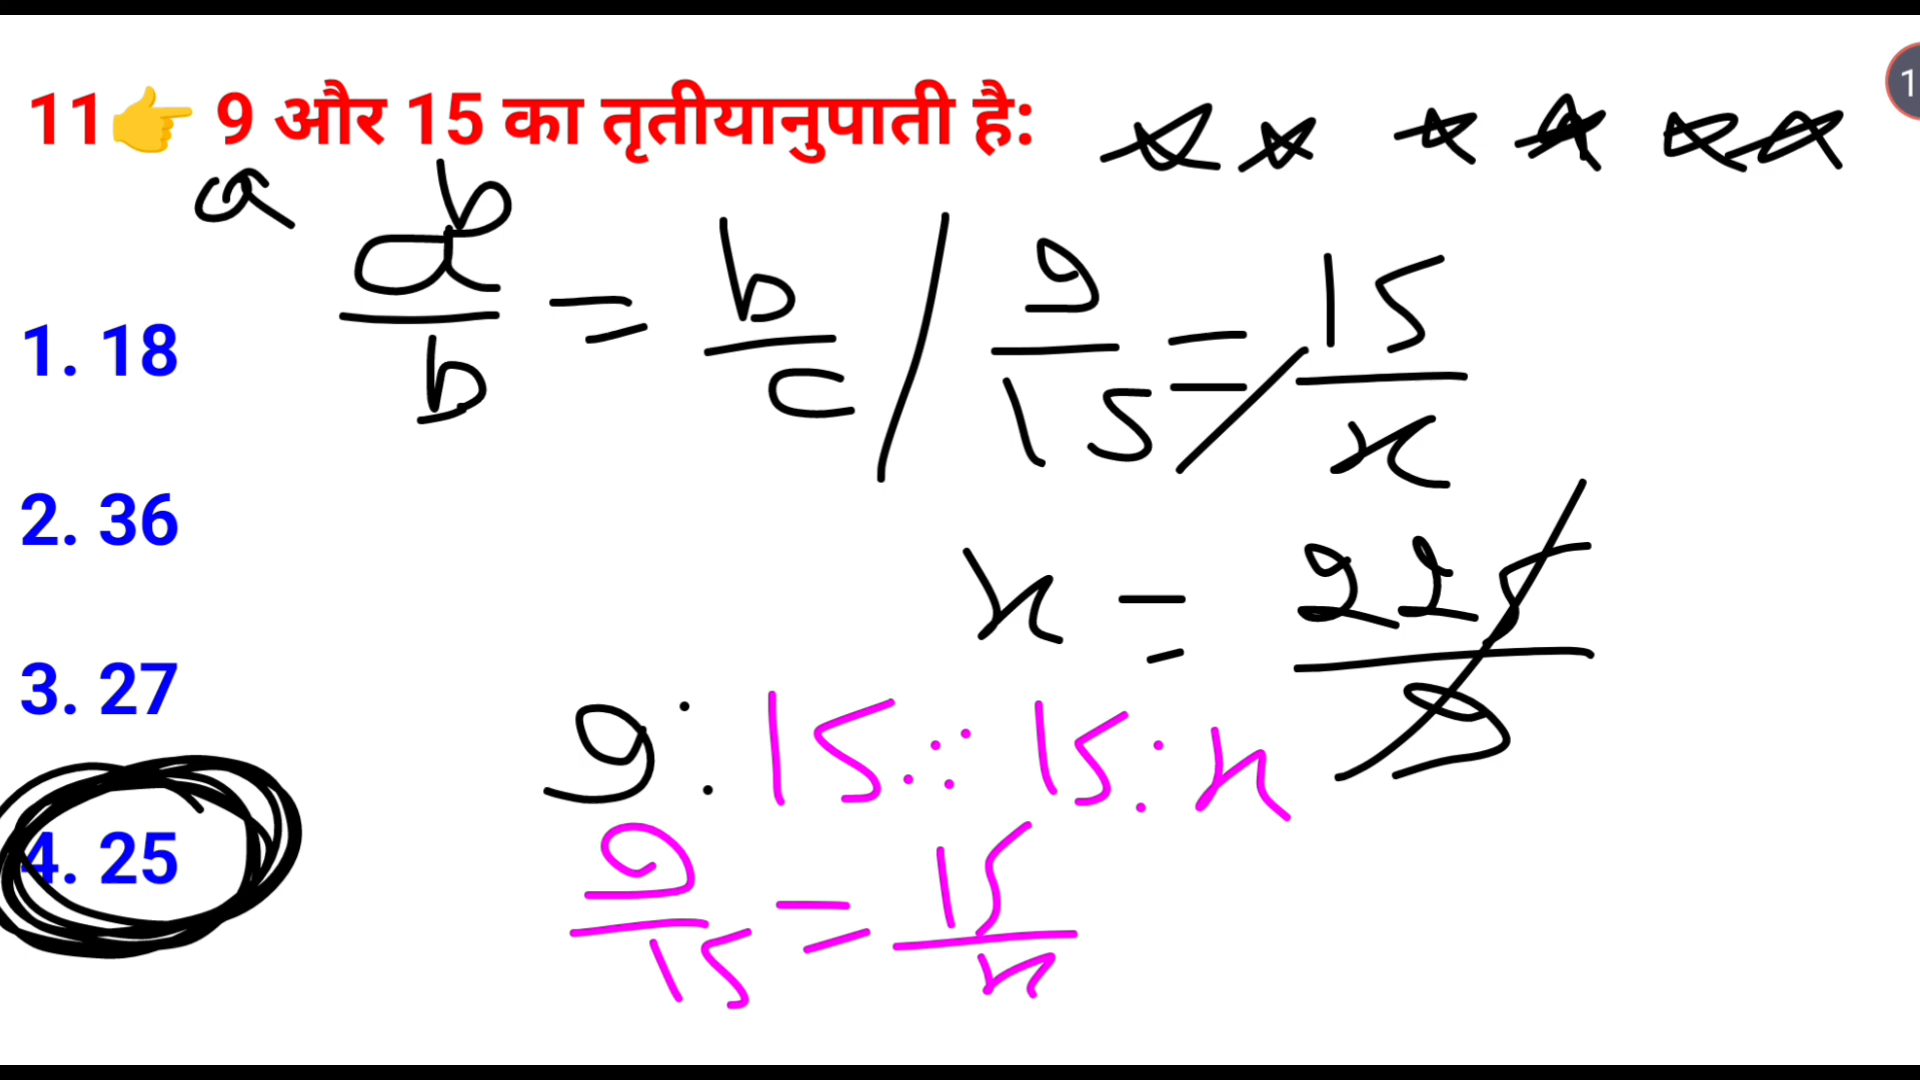 11👉 9 और 15 का तृतीयानुपाती है:
a b
a/b = b/c / 9/15 = 15/x
1. 18
2. 36
x = 225/9
3. 27
9 : 15 :: 15 : x
4. 25
9/15 = 15/x
1